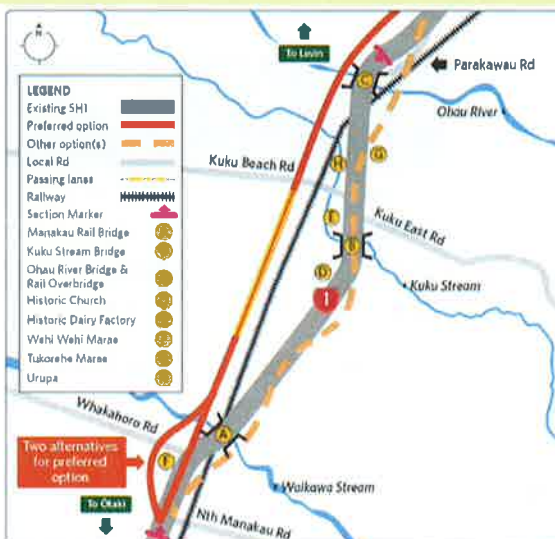 N
To Levin
Parakawau Rd
LEGEND
Existing SH1
Preferred option
Other option(s)
Local Rd
Passing lanes
Railway
Section Marker
Manakau Rail Bridge
Kuku Stream Bridge
Ohau River Bridge &
Rail Overbridge
Historic Church
Historic Dairy Factory
Wehi Wehi Marae
Tukorehe Marae
Urupa
C
Ohau River
Kuku Beach Rd
H
G
E
Kuku East Rd
B
D
Kuku Stream
1
Whakahoro Rd
A
Two alternatives
for preferred
option
F
Waikawa Stream
To Otaki
Nth Manakau Rd